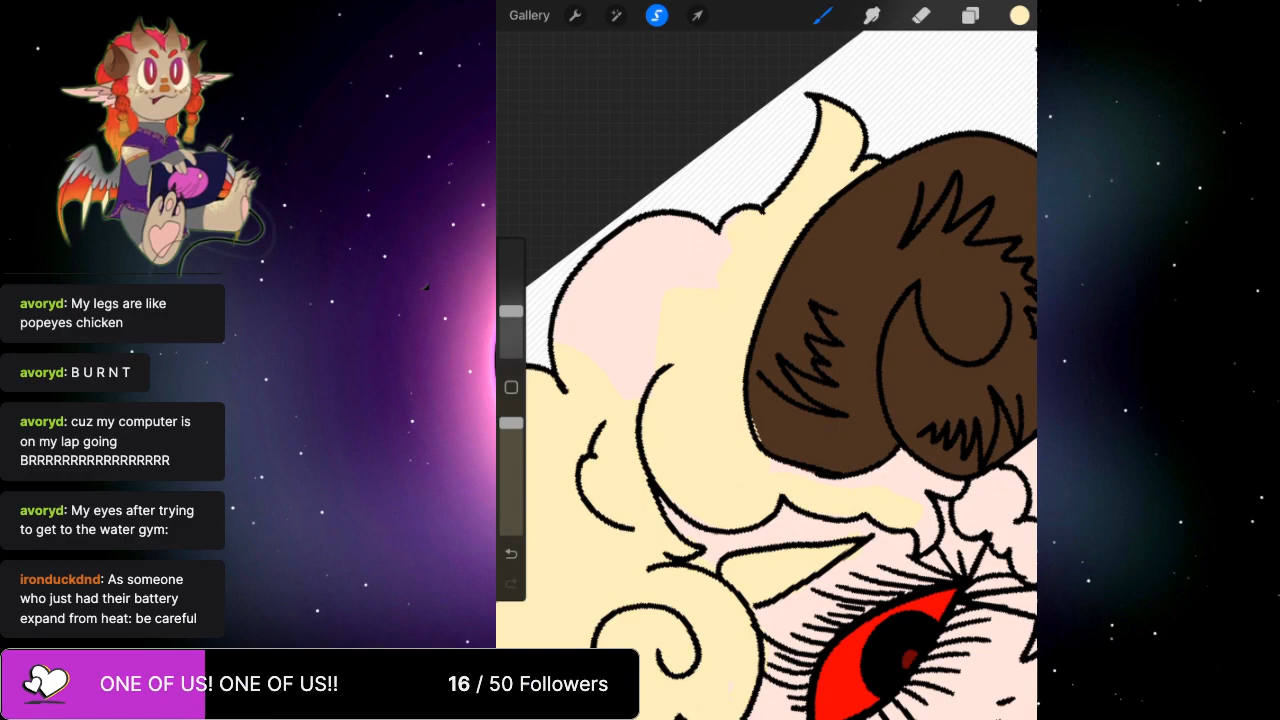 Gallery
avoryd: My legs are like
popeyes chicken
avoryd: B U R N T
avoryd: cuz my computer is
on my lap going
BRRRRRRRRRRRRRRRRR
avoryd: My eyes after trying
to get to the water gym:
ironduckdnd: As someone
who just had their battery
expand from heat: be careful
ONE OF US! ONE OF US!!
16 / 50 Followers